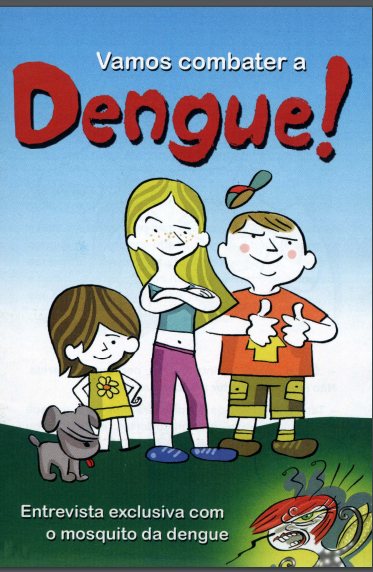 Vamos combater a
Dengue!
Entrevista exclusiva com
o mosquito da dengue